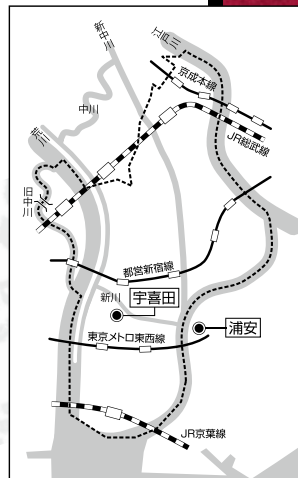 新中川
江戸川
京成本線
中川
荒川
JR総武線
旧中川
都営新宿線
新川
宇喜田
浦安
東京メトロ東西線
JR京葉線